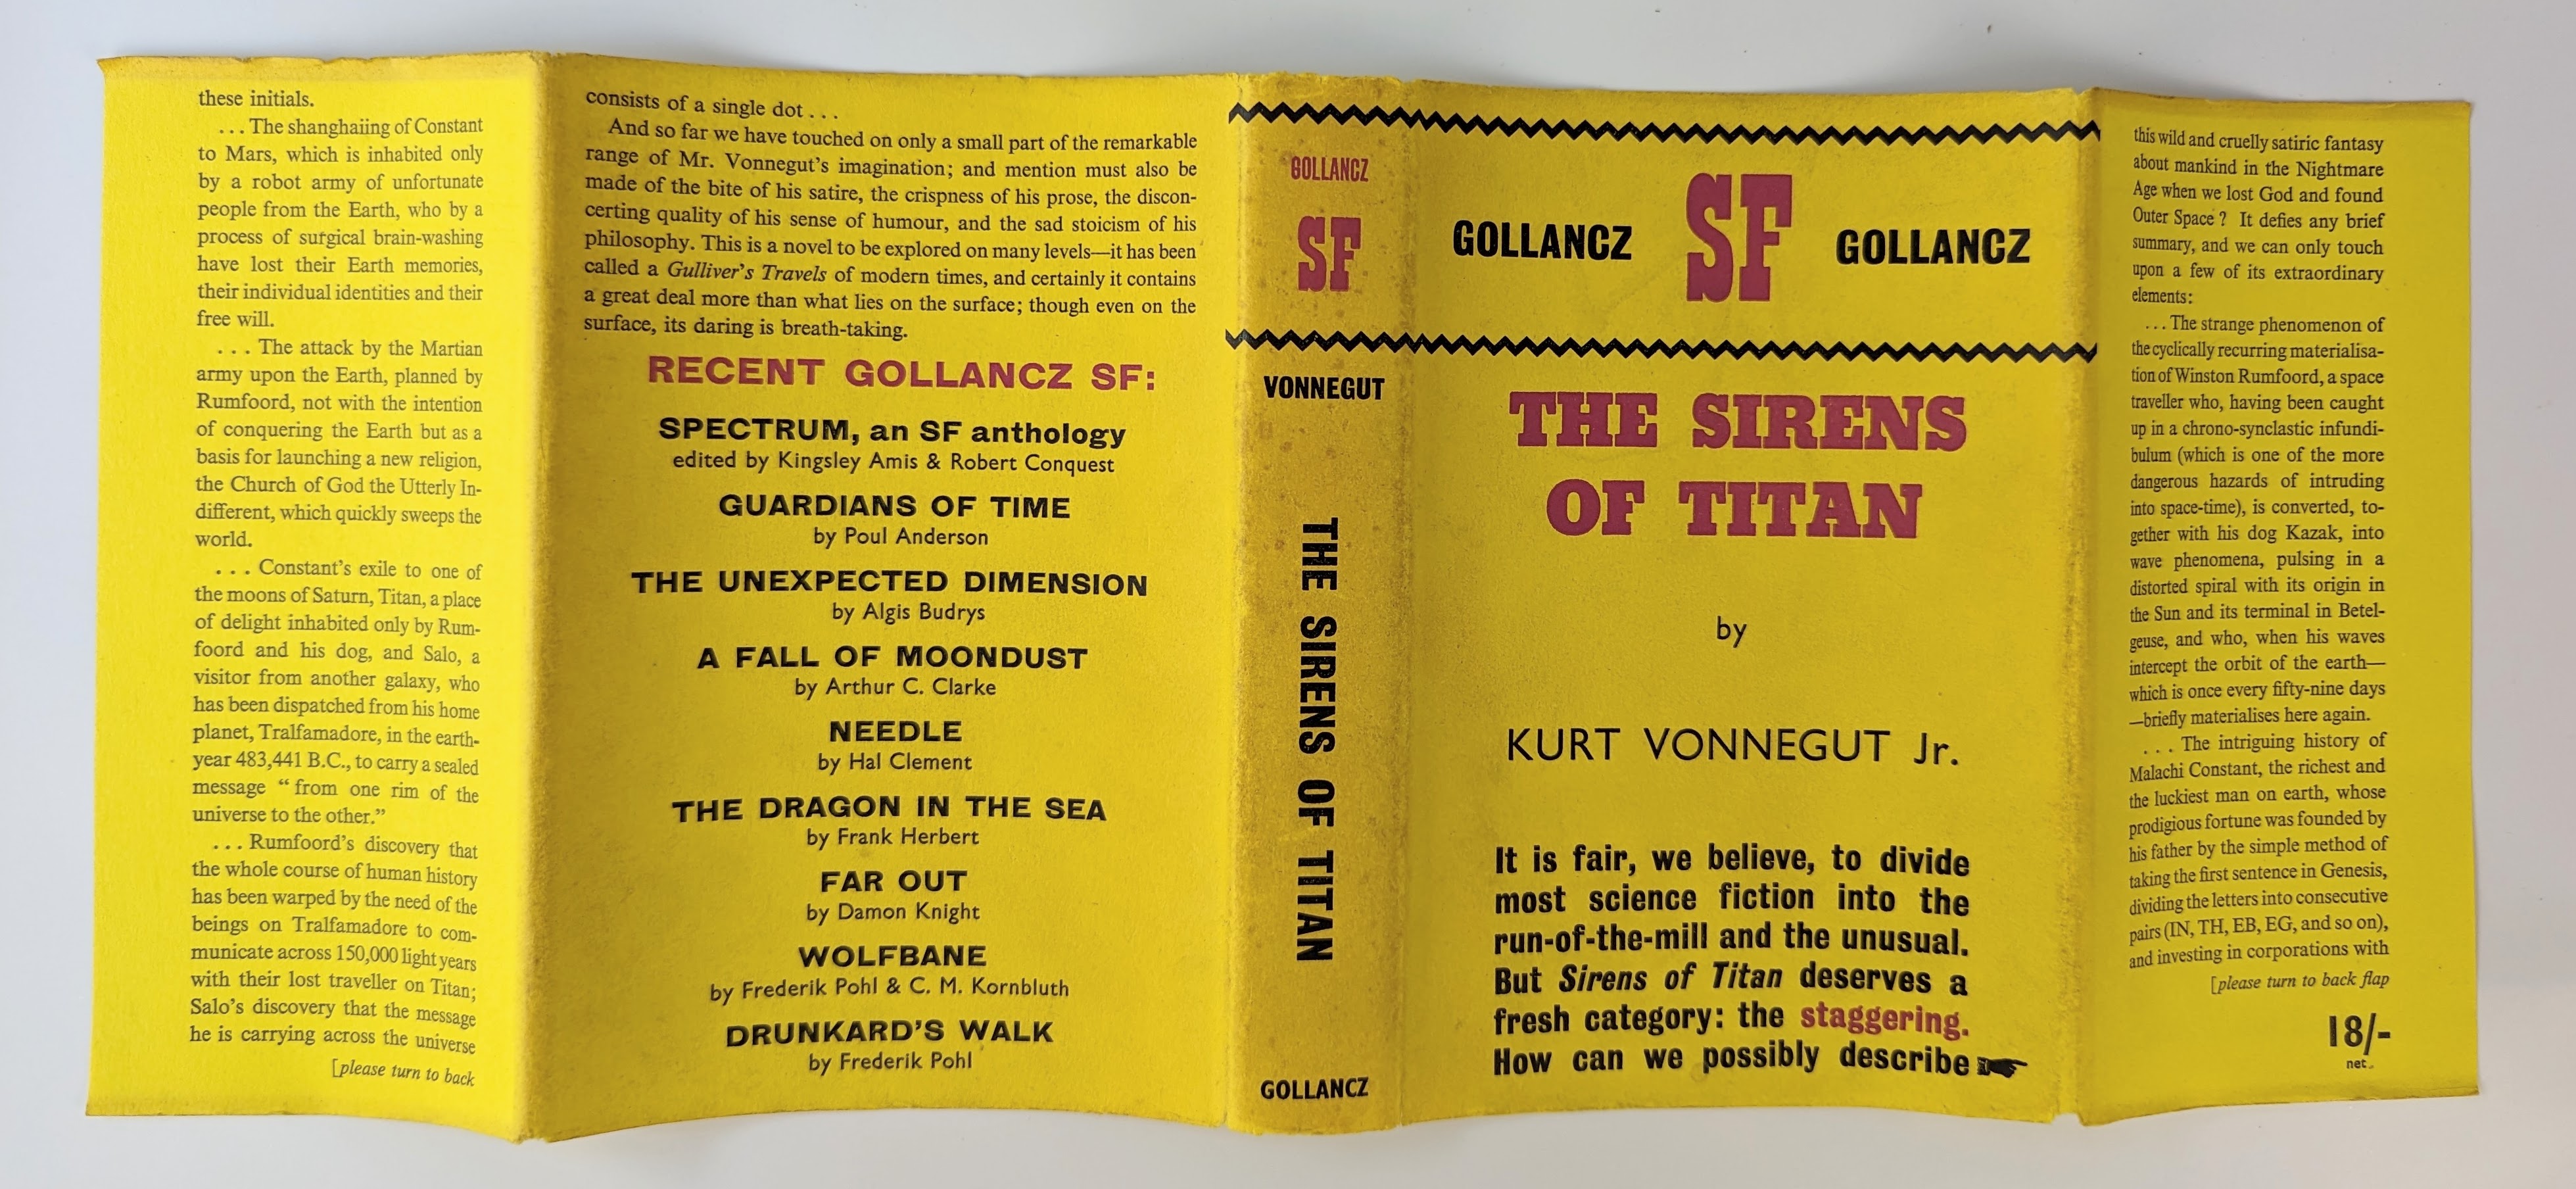 these initials.
... The shanghaiing of Constant
to Mars, which is inhabited only
by a robot army of unfortunate
people from the Earth, who by a
process of surgical brain-washing
have lost their Earth memories,
their individual identities and their
free will.
... The attack by the Martian
army upon the Earth, planned by
Rumfoord, not with the intention
of conquering the Earth but as a
basis for launching a new religion,
the Church of God the Utterly In-
different, which quickly sweeps the
world.
... Constant's exile to one of
the moons of Saturn, Titan, a place
of delight inhabited only by Rum-
foord and his dog, and Salo, a
visitor from another galaxy, who
has been dispatched from his home
planet, Tralfamadore, in the earth-
year 483,441 B.C., to carry a sealed
message “ from one rim of the
universe to the other.”
... Rumfoord's discovery that
the whole course of human history
has been warped by the need of the
beings on Tralfamadore to com-
municate across 150,000 light years
with their lost traveller on Titan;
Salo's discovery that the message
he is carrying across the universe
[please turn to back
consists of a single dot . . .
And so far we have touched on only a small part of the remarkable
range of Mr. Vonnegut's imagination; and mention must also be
made of the bite of his satire, the crispness of his prose, the discon-
certing quality of his sense of humour, and the sad stoicism of his
philosophy. This is a novel to be explored on many levels—it has been
called a Gulliver's Travels of modern times, and certainly it contains
a great deal more than what lies on the surface; though even on the
surface, its daring is breath-taking.
RECENT GOLLANCZ SF:
SPECTRUM, an SF anthology
edited by Kingsley Amis & Robert Conquest
GUARDIANS OF TIME
by Poul Anderson
THE UNEXPECTED DIMENSION
by Algis Budrys
A FALL OF MOONDUST
by Arthur C. Clarke
NEEDLE
by Hal Clement
THE DRAGON IN THE SEA
by Frank Herbert
FAR OUT
by Damon Knight
WOLFBANE
by Frederik Pohl & C. M. Kornbluth
DRUNKARD'S WALK
by Frederik Pohl
GOLLANCZ
SF
VONNEGUT
THE SIRENS OF TITAN
GOLLANCZ
GOLLANCZ SF GOLLANCZ
THE SIRENS
OF TITAN
by
KURT VONNEGUT Jr.
It is fair, we believe, to divide
most science fiction into the
run-of-the-mill and the unusual.
But Sirens of Titan deserves a
fresh category: the staggering.
How can we possibly describe
this wild and cruelly satiric fantasy
about mankind in the Nightmare
Age when we lost God and found
Outer Space ? It defies any brief
summary, and we can only touch
upon a few of its extraordinary
elements:
... The strange phenomenon of
the cyclically recurring materialisa-
tion of Winston Rumfoord, a space
traveller who, having been caught
up in a chrono-synclastic infundi-
bulum (which is one of the more
dangerous hazards of intruding
into space-time), is converted, to-
gether with his dog Kazak, into
wave phenomena, pulsing in a
distorted spiral with its origin in
the Sun and its terminal in Betel-
geuse, and who, when his waves
intercept the orbit of the earth—
which is once every fifty-nine days
—briefly materialises here again.
... The intriguing history of
Malachi Constant, the richest and
the luckiest man on earth, whose
prodigious fortune was founded by
his father by the simple method of
taking the first sentence in Genesis,
dividing the letters into consecutive
pairs (IN, TH, EB, EG, and so on),
and investing in corporations with
[please turn to back flap
18/-
net.